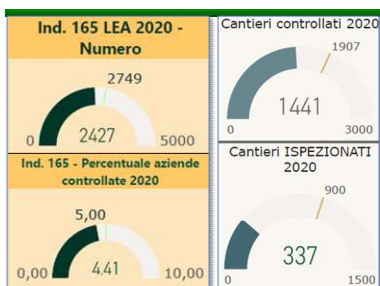 Ind. 165 LEA 2020 -
Numero
2749
0
2427
5000
Ind. 165 - Percentuale aziende
controllate 2020
5,00
0,00
4,41
10,00
Cantieri controllati 2020
1907
1441
0
3000
Cantieri ISPEZIONATI
2020
900
337
0
1500